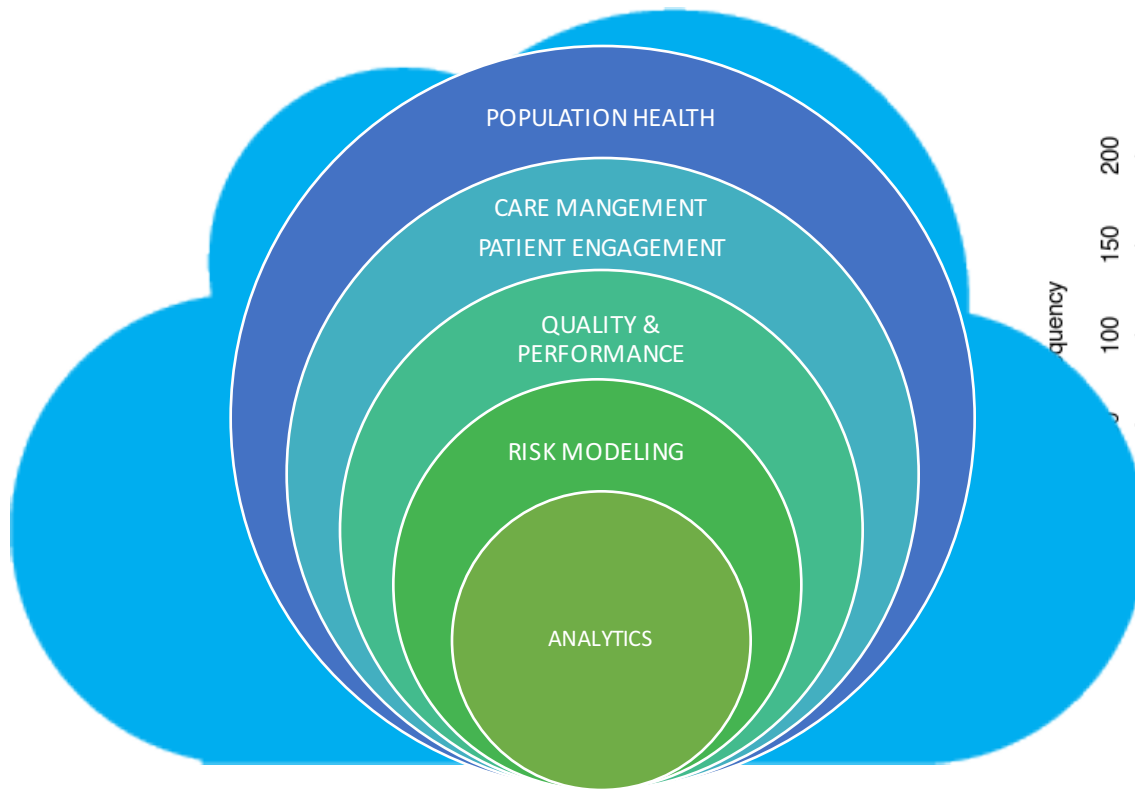 POPULATION HEALTH
CARE MANGEMENT
PATIENT ENGAGEMENT
QUALITY &
PERFORMANCE
RISK MODELING
ANALYTICS
200
150
100